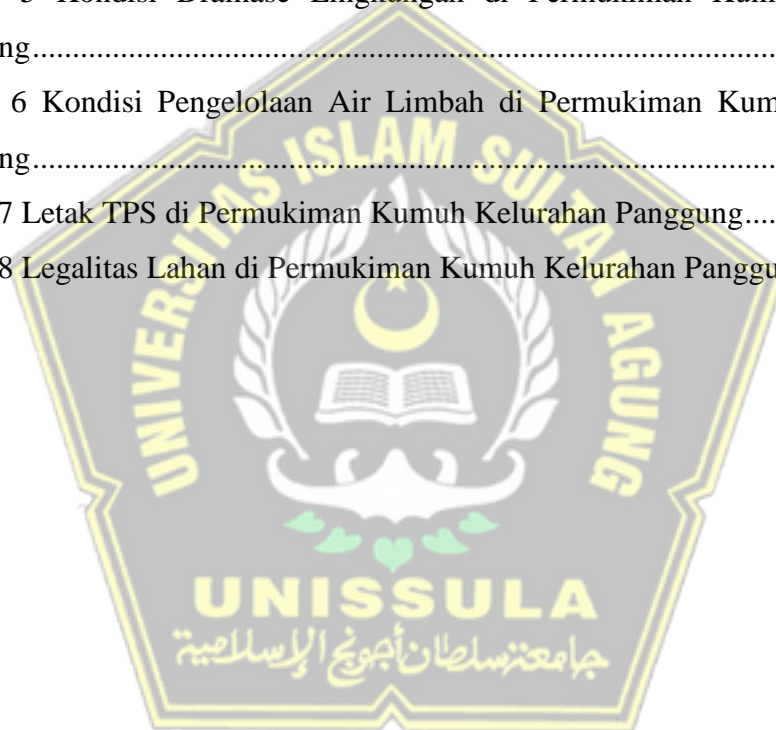 5 Kondisi Drainase Lingkungan di Permukiman Kum
ng.....................................................................................................
6 Kondisi Pengelolaan Air Limbah di Permukiman Kum
ng.....................................................................................................
7 Letak TPS di Permukiman Kumuh Kelurahan Panggung....
8 Legalitas Lahan di Permukiman Kumuh Kelurahan Panggu
UNIVERSITAS ISLAM SULTAN AGUNG
UNISSULA
جامعة سلطان أجونج الإسلامية